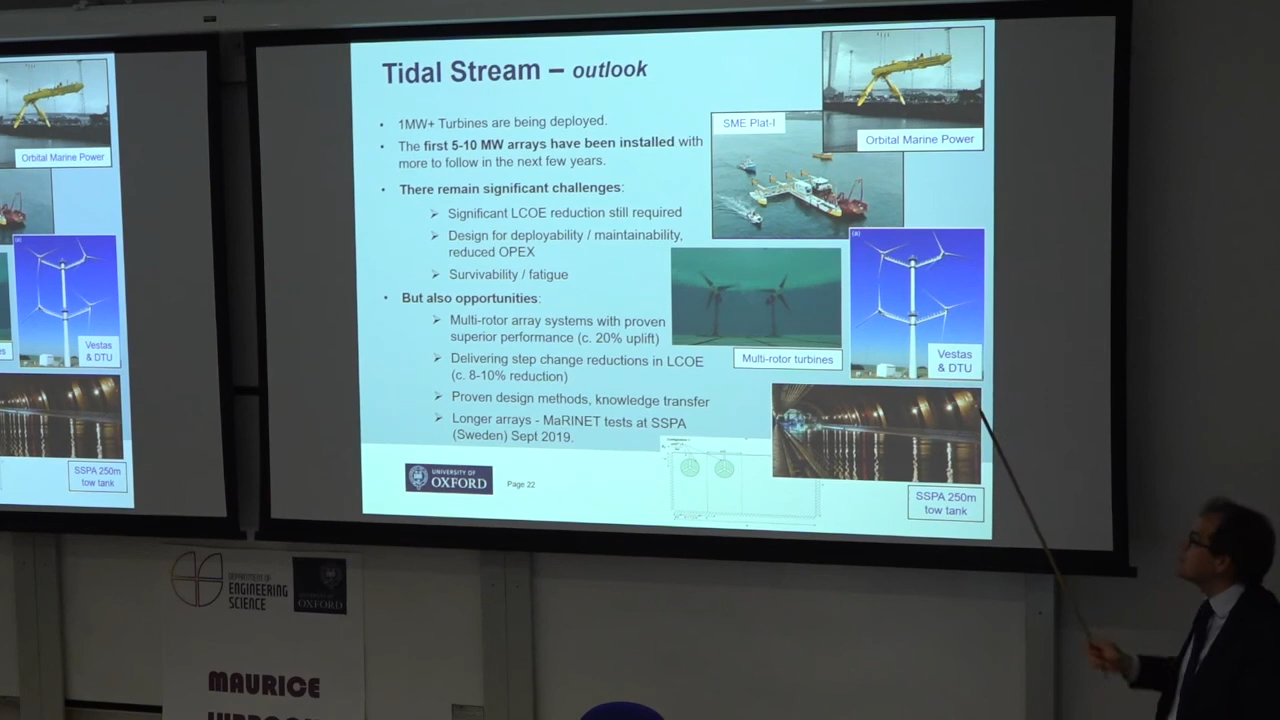 Tidal Stream – outlook
• 1MW+ Turbines are being deployed.
• The first 5-10 MW arrays have been installed with
more to follow in the next few years.
• There remain significant challenges:
➢ Significant LCOE reduction still required
➢ Design for deployability / maintainability,
reduced OPEX
➢ Survivability / fatigue
• But also opportunities:
➢ Multi-rotor array systems with proven
superior performance (c. 20% uplift)
➢ Delivering step change reductions in LCOE
(c. 8-10% reduction)
➢ Proven design methods, knowledge transfer
➢ Longer arrays - MaRINET tests at SSPA
(Sweden) Sept 2019.
SME Plat-I
Orbital Marine Power
(a)
Multi-rotor turbines
Vestas
& DTU
SSPA 250m
tow tank
UNIVERSITY OF
OXFORD
Page 22
Orbital Marine Power
Vestas
& DTU
SSPA 250m
tow tank
DEPARTMENT OF
ENGINEERING
SCIENCE
OXFORD
MAURICE